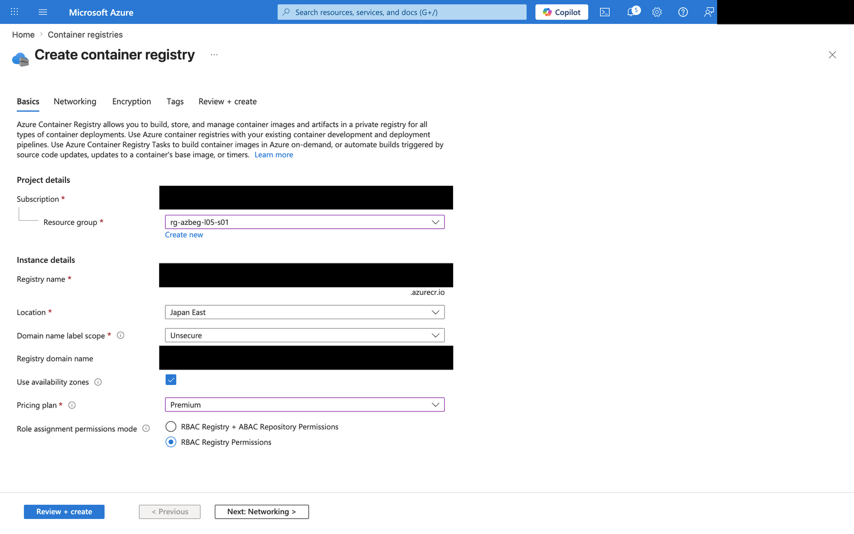 Microsoft Azure
Search resources, services, and docs (G+/)
Copilot
5
Home > Container registries
Create container registry ...
Basics
Networking
Encryption
Tags
Review + create
Azure Container Registry allows you to build, store, and manage container images and artifacts in a private registry for all
types of container deployments. Use Azure container registries with your existing container development and deployment
pipelines. Use Azure Container Registry Tasks to build container images in Azure on-demand, or automate builds triggered by
source code updates, updates to a container's base image, or timers. Learn more
Project details
Subscription *
Resource group *
rg-azbeg-l05-s01
Create new
Instance details
Registry name *
.azurecr.io
Location *
Japan East
Domain name label scope *
Unsecure
Registry domain name
Use availability zones
Pricing plan *
Premium
Role assignment permissions mode
RBAC Registry + ABAC Repository Permissions
RBAC Registry Permissions
Review + create
< Previous
Next: Networking >